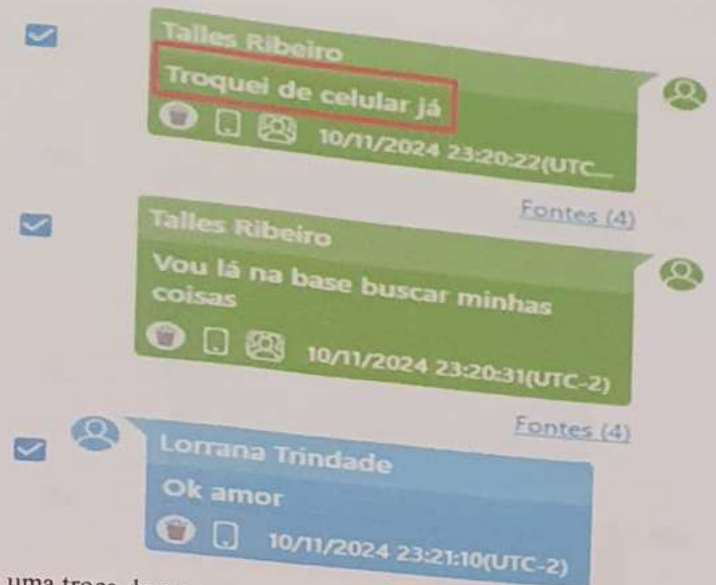 Talles Ribeiro
Troquei de celular já
10/11/2024 23:20:22(UTC...
Fontes (4)
Talles Ribeiro
Vou lá na base buscar minhas
coisas
10/11/2024 23:20:31(UTC-2)
Fontes (4)
Lorrana Trindade
Ok amor
10/11/2024 23:21:10(UTC-2)
uma troca